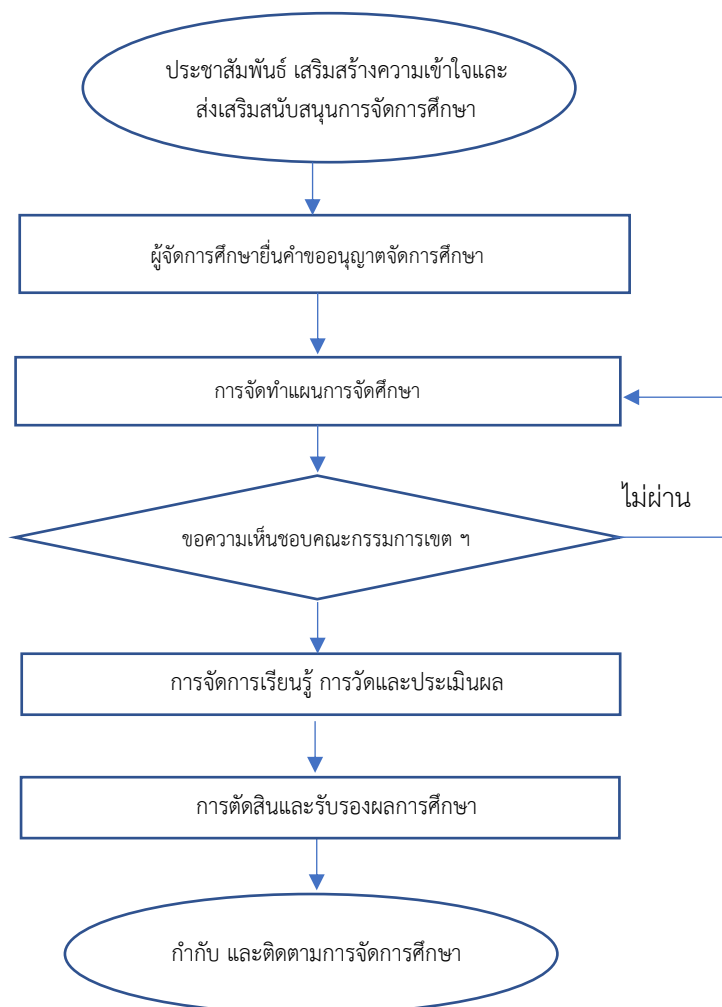 ประชาสัมพันธ์ เสริมสร้างความเข้าใจและ
ส่งเสริมสนับสนุนการจัดการศึกษา
ผู้จัดการศึกษายื่นคำขออนุญาตจัดการศึกษา
การจัดทำแผนการจัดศึกษา
ไม่ผ่าน
ขอความเห็นชอบคณะกรรมการเขต ฯ
การจัดการเรียนรู้ การวัดและประเมินผล
การตัดสินและรับรองผลการศึกษา
กำกับ และติดตามการจัดการศึกษา